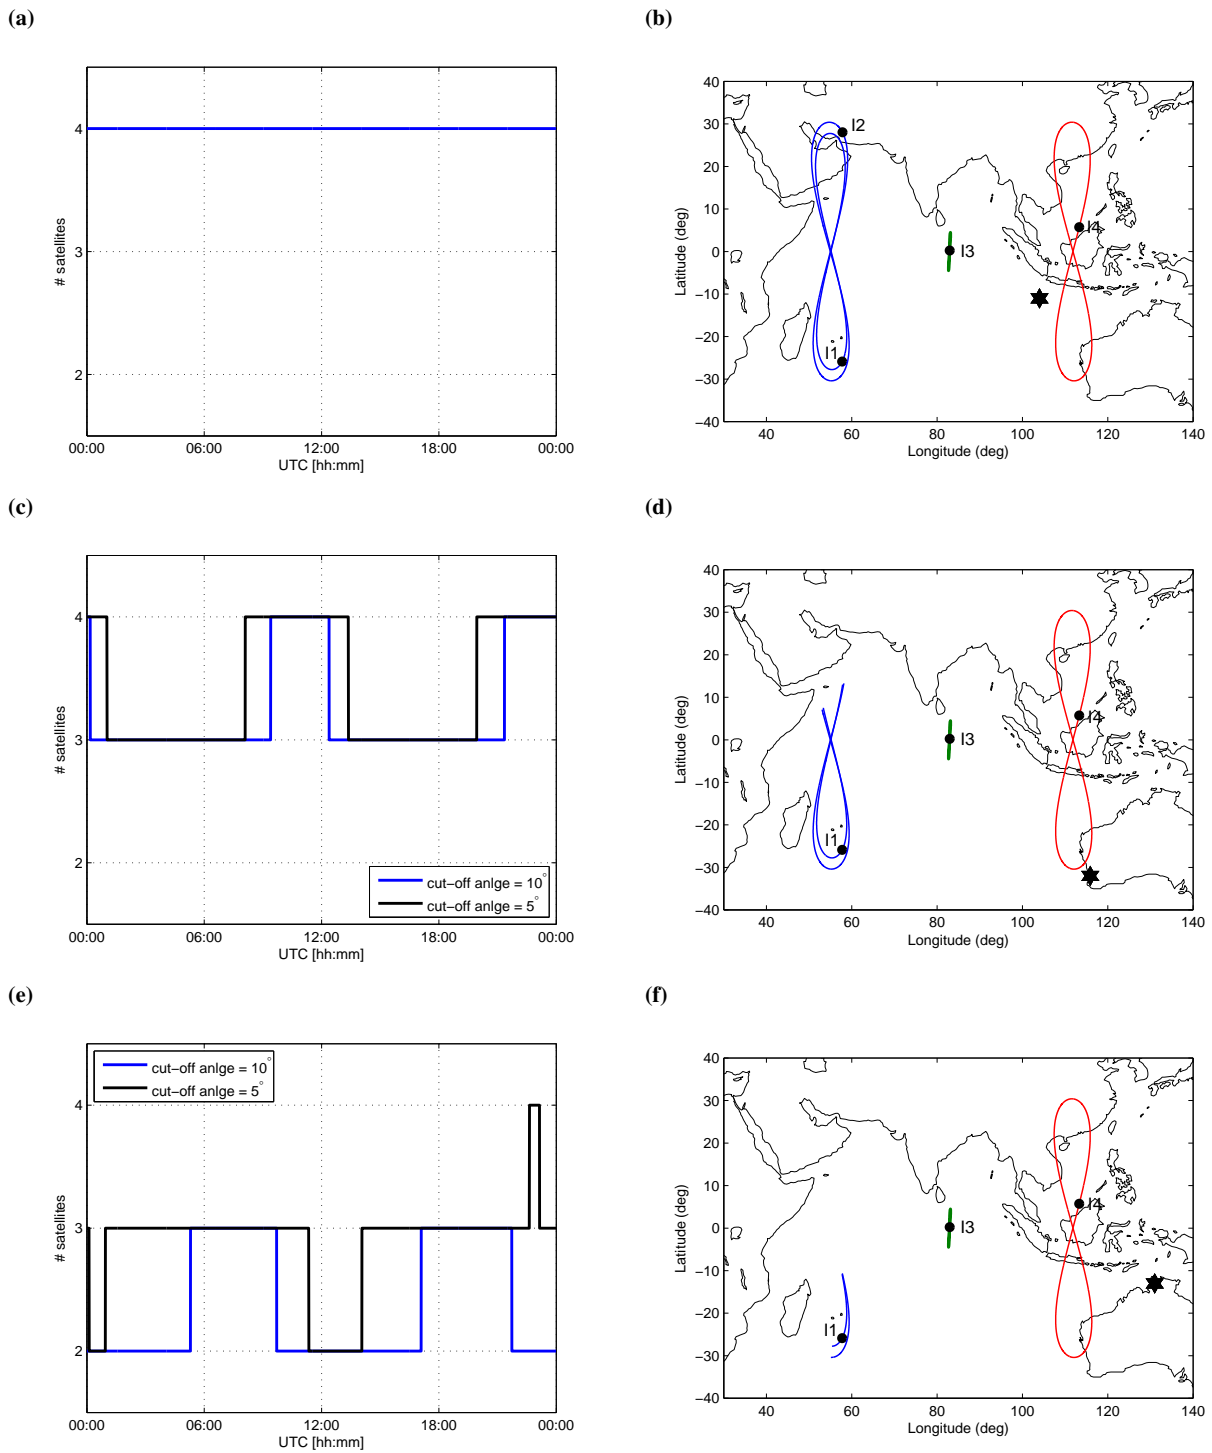 (a)
4
3
2
# satellites
00:00 06:00 12:00 18:00 00:00
UTC [hh:mm]
(b)
40
30
20
10
0
−10
−20
−30
−40
Latitude (deg)
I2
I3
I4
I1
40 60 80 100 120 140
Longitude (deg)
(c)
4
3
2
# satellites
cut−off anlge = 10°
cut−off anlge = 5°
00:00 06:00 12:00 18:00 00:00
UTC [hh:mm]
(d)
40
30
20
10
0
−10
−20
−30
−40
Latitude (deg)
I4
I3
I1
40 60 80 100 120 140
Longitude (deg)
(e)
cut−off anlge = 10°
cut−off anlge = 5°
4
3
2
# satellites
00:00 06:00 12:00 18:00 00:00
UTC [hh:mm]
(f)
40
30
20
10
0
−10
−20
−30
−40
Latitude (deg)
I4
I3
I1
40 60 80 100 120 140
Longitude (deg)